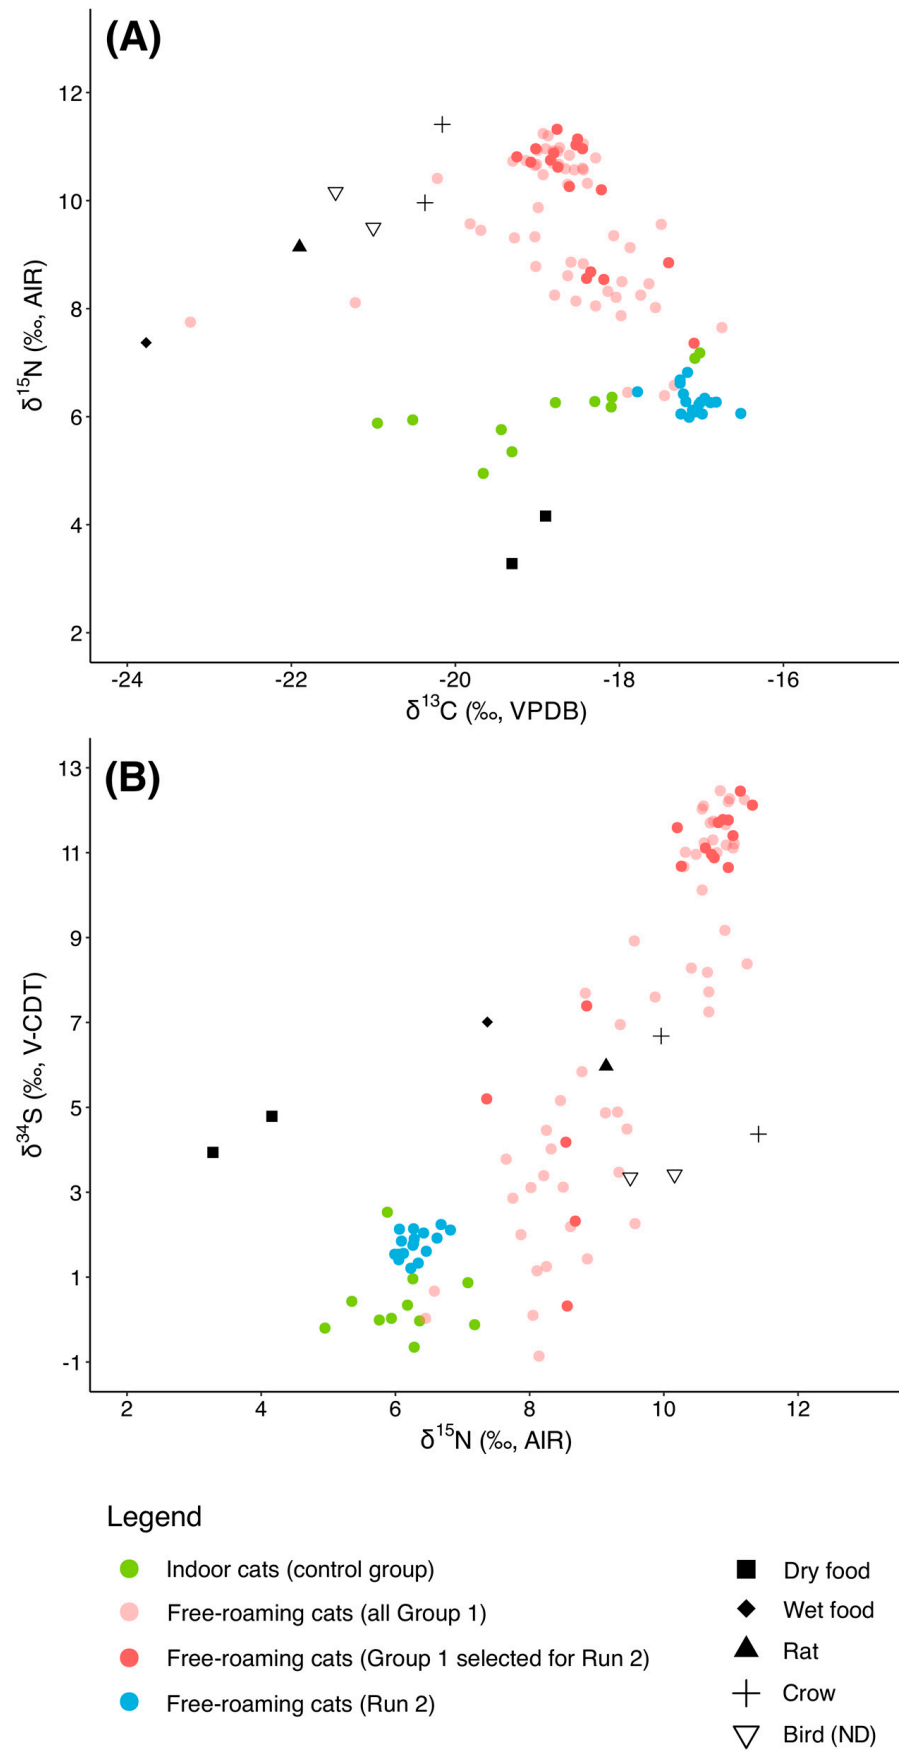 (A)
12
10
8
6
4
2
δ¹⁵N (‰, AIR)
-24 -22 -20 -18 -16
δ¹³C (‰, VPDB)
(B)
13
11
9
7
5
3
1
-1
δ³⁴S (‰, V-CDT)
2 4 6 8 10 12
δ¹⁵N (‰, AIR)
Legend
Indoor cats (control group)
Free-roaming cats (all Group 1)
Free-roaming cats (Group 1 selected for Run 2)
Free-roaming cats (Run 2)
Dry food
Wet food
Rat
Crow
Bird (ND)